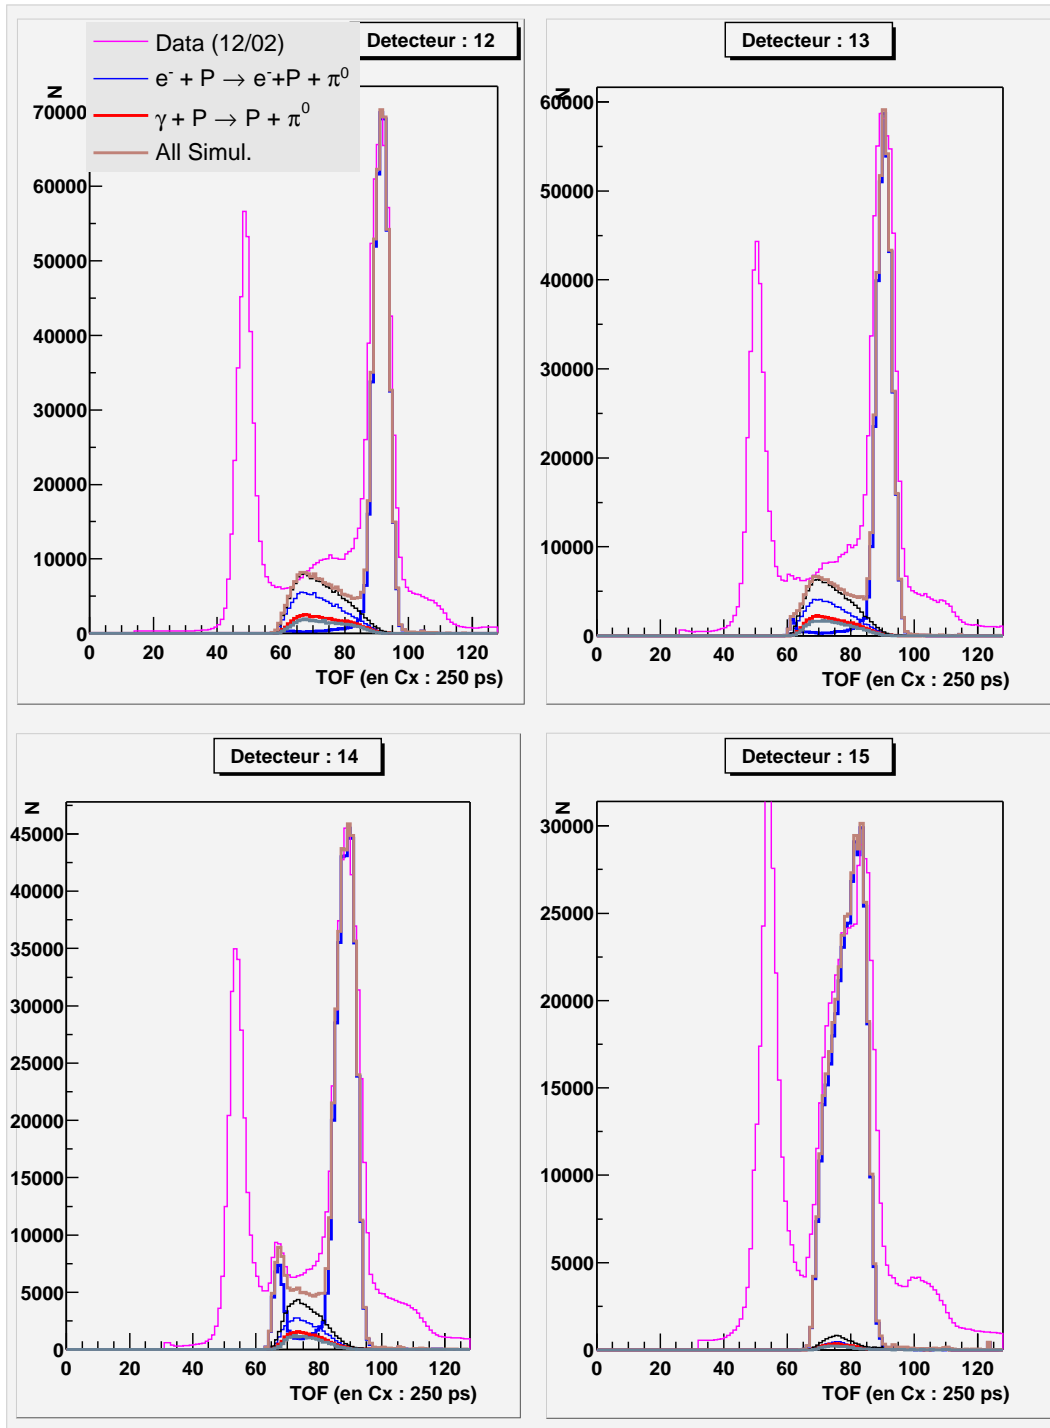 Detecteur : 12
Data (12/02)
e⁻ + P → e⁻+P + π⁰
γ + P → P + π⁰
All Simul.
N
70000
60000
50000
40000
30000
20000
10000
0
0 20 40 60 80 100 120
TOF (en Cx : 250 ps)
Detecteur : 13
N
60000
50000
40000
30000
20000
10000
0
0 20 40 60 80 100 120
TOF (en Cx : 250 ps)
Detecteur : 14
N
45000
40000
35000
30000
25000
20000
15000
10000
5000
0
0 20 40 60 80 100 120
TOF (en Cx : 250 ps)
Detecteur : 15
N
30000
25000
20000
15000
10000
5000
0
0 20 40 60 80 100 120
TOF (en Cx : 250 ps)